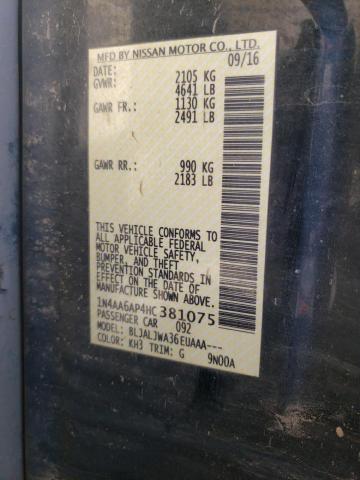 MFD BY NISSAN MOTOR CO., LTD.
DATE: 09/16
GVWR: 2105 KG
4641 LB
GAWR FR.: 1130 KG
2491 LB
GAWR RR.: 990 KG
2183 LB
THIS VEHICLE CONFORMS TO
ALL APPLICABLE FEDERAL
MOTOR VEHICLE SAFETY,
BUMPER, AND THEFT
PREVENTION STANDARDS IN
EFFECT ON THE DATE OF
MANUFACTURE SHOWN ABOVE.
1N4AA6AP4HC381075
PASSENGER CAR 092
MODEL: BLJALJWA36EUAAA---
COLOR: KH3 TRIM: G 9N00A